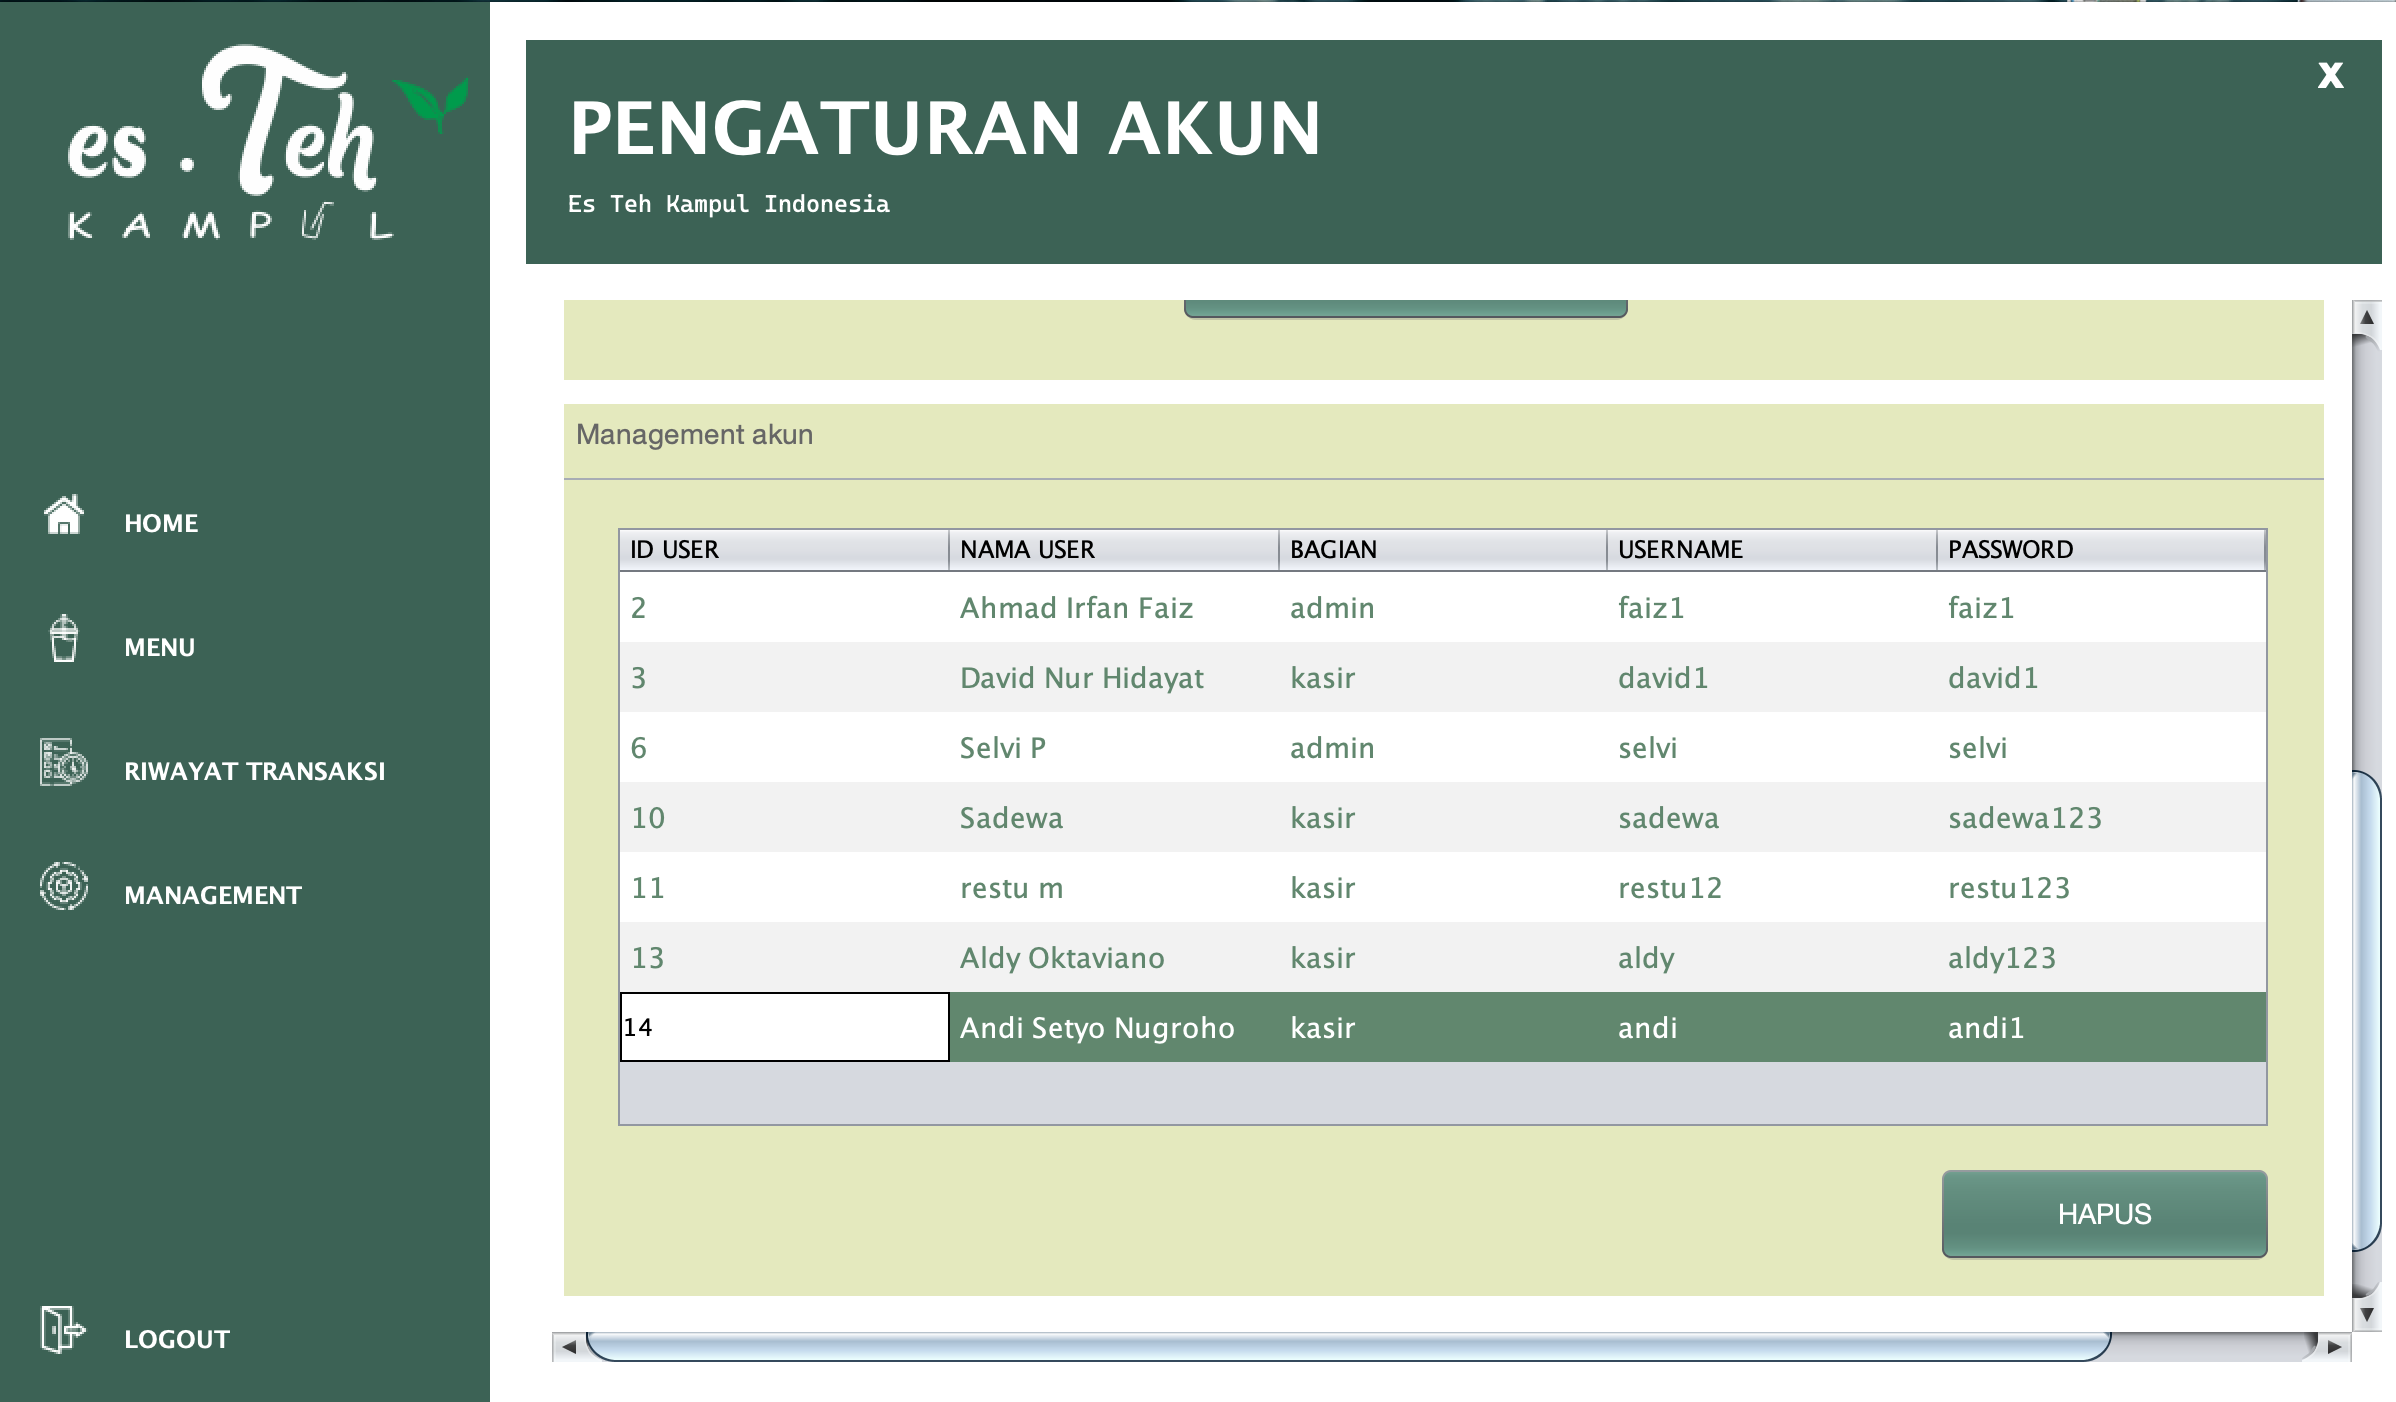 es . Teh
KAMPUL
HOME
MENU
RIWAYAT TRANSAKSI
MANAGEMENT
LOGOUT
X
PENGATURAN AKUN
Es Teh Kampul Indonesia
Management akun
ID USER NAMA USER BAGIAN USERNAME PASSWORD
2 Ahmad Irfan Faiz admin faiz1 faiz1
3 David Nur Hidayat kasir david1 david1
6 Selvi P admin selvi selvi
10 Sadewa kasir sadewa sadewa123
11 restu m kasir restu12 restu123
13 Aldy Oktaviano kasir aldy aldy123
14 Andi Setyo Nugroho kasir andi andi1
HAPUS